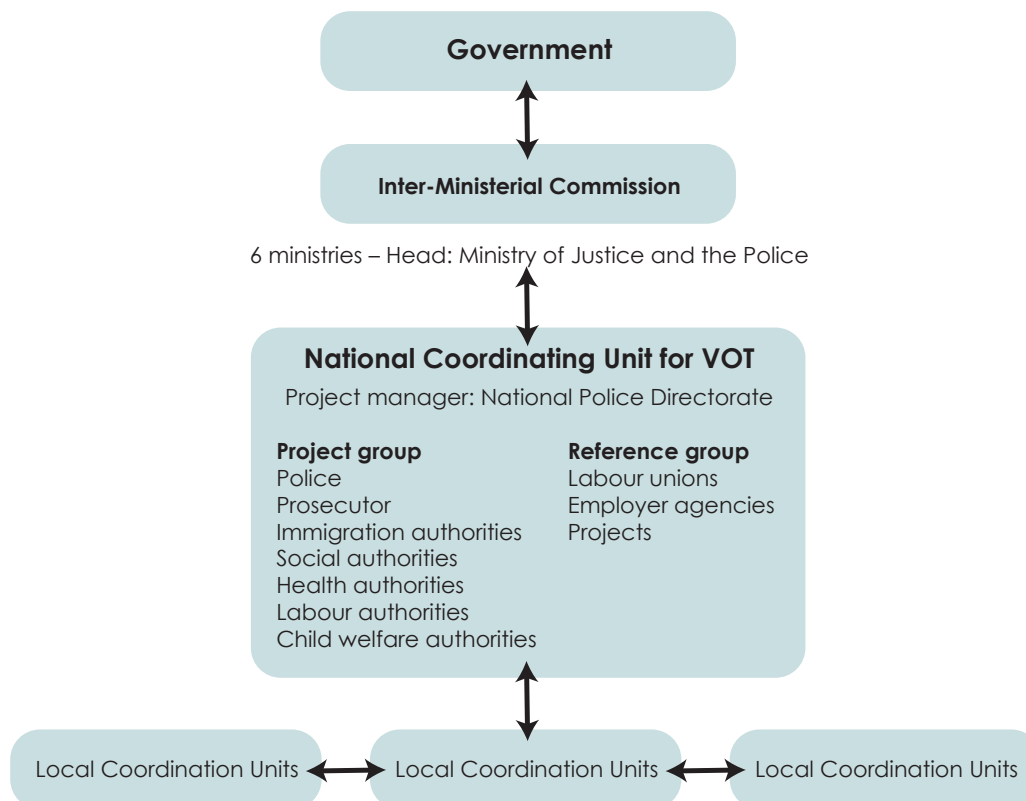 Government
Inter-Ministerial Commission
6 ministries – Head: Ministry of Justice and the Police
National Coordinating Unit for VOT
Project manager: National Police Directorate
Project group
Police
Prosecutor
Immigration authorities
Social authorities
Health authorities
Labour authorities
Child welfare authorities
Reference group
Labour unions
Employer agencies
Projects
Local Coordination Units
Local Coordination Units
Local Coordination Units